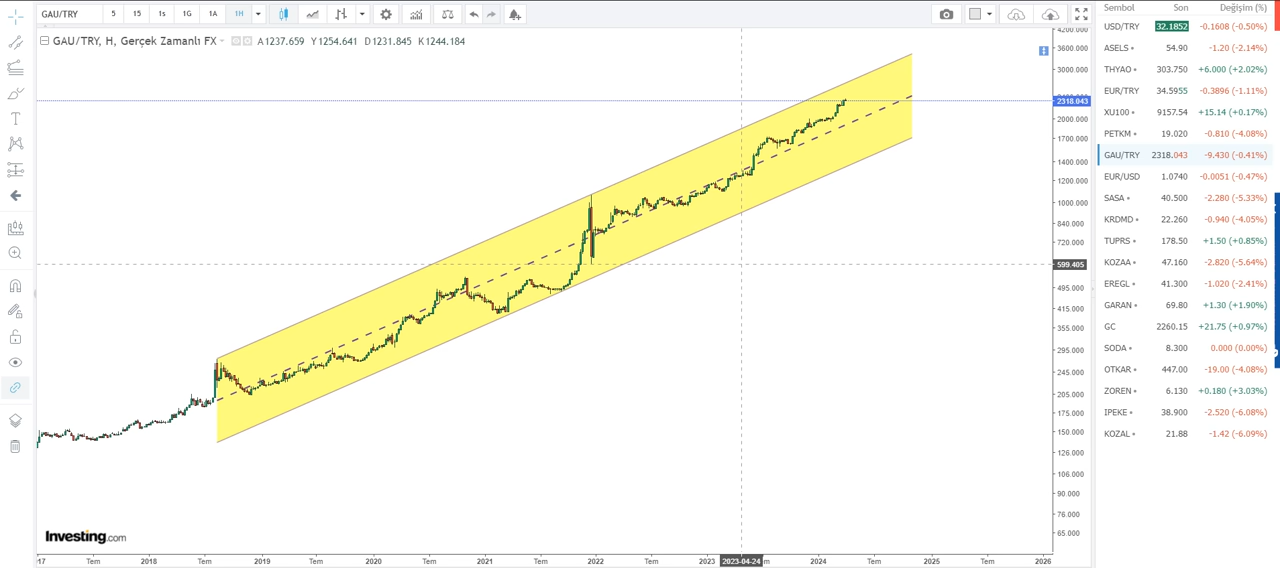 GAU/TRY 5 15 1s 1G 1A 1H
GAU/TRY, H, Gerçek Zamanlı FX A1237.659 Y1254.641 D1231.845 K1244.184
4200.000
3600.000
3000.000
2318.043
2000.000
1700.000
1400.000
1200.000
1000.000
840.000
720.000
599.405
495.000
415.000
355.000
295.000
245.000
205.000
175.000
150.000
126.000
106.000
90.000
76.000
65.000
Investing.com
17 Tem 2018 Tem 2019 Tem 2020 Tem 2021 Tem 2022 Tem 2023 2023-04-24 2024 Tem 2025 Tem 2026
Sembol Son Değişim (%)
USD/TRY 32.1852 -0.1608 (-0.50%)
ASELS 54.90 -1.20 (-2.14%)
THYAO 303.750 +6.000 (+2.02%)
EUR/TRY 34.5955 -0.3896 (-1.11%)
XU100 9157.54 +15.14 (+0.17%)
PETKM 19.020 -0.810 (-4.08%)
GAU/TRY 2318.043 -9.430 (-0.41%)
EUR/USD 1.0740 -0.0051 (-0.47%)
SASA 40.500 -2.280 (-5.33%)
KRDMD 22.260 -0.940 (-4.05%)
TUPRS 178.50 +1.50 (+0.85%)
KOZAA 47.160 -2.820 (-5.64%)
EREGL 41.300 -1.020 (-2.41%)
GARAN 69.80 +1.30 (+1.90%)
GC 2260.15 +21.75 (+0.97%)
SODA 8.300 0.000 (0.00%)
OTKAR 447.00 -19.00 (-4.08%)
ZOREN 6.130 +0.180 (+3.03%)
IPEKE 38.900 -2.520 (-6.08%)
KOZAL 21.88 -1.42 (-6.09%)